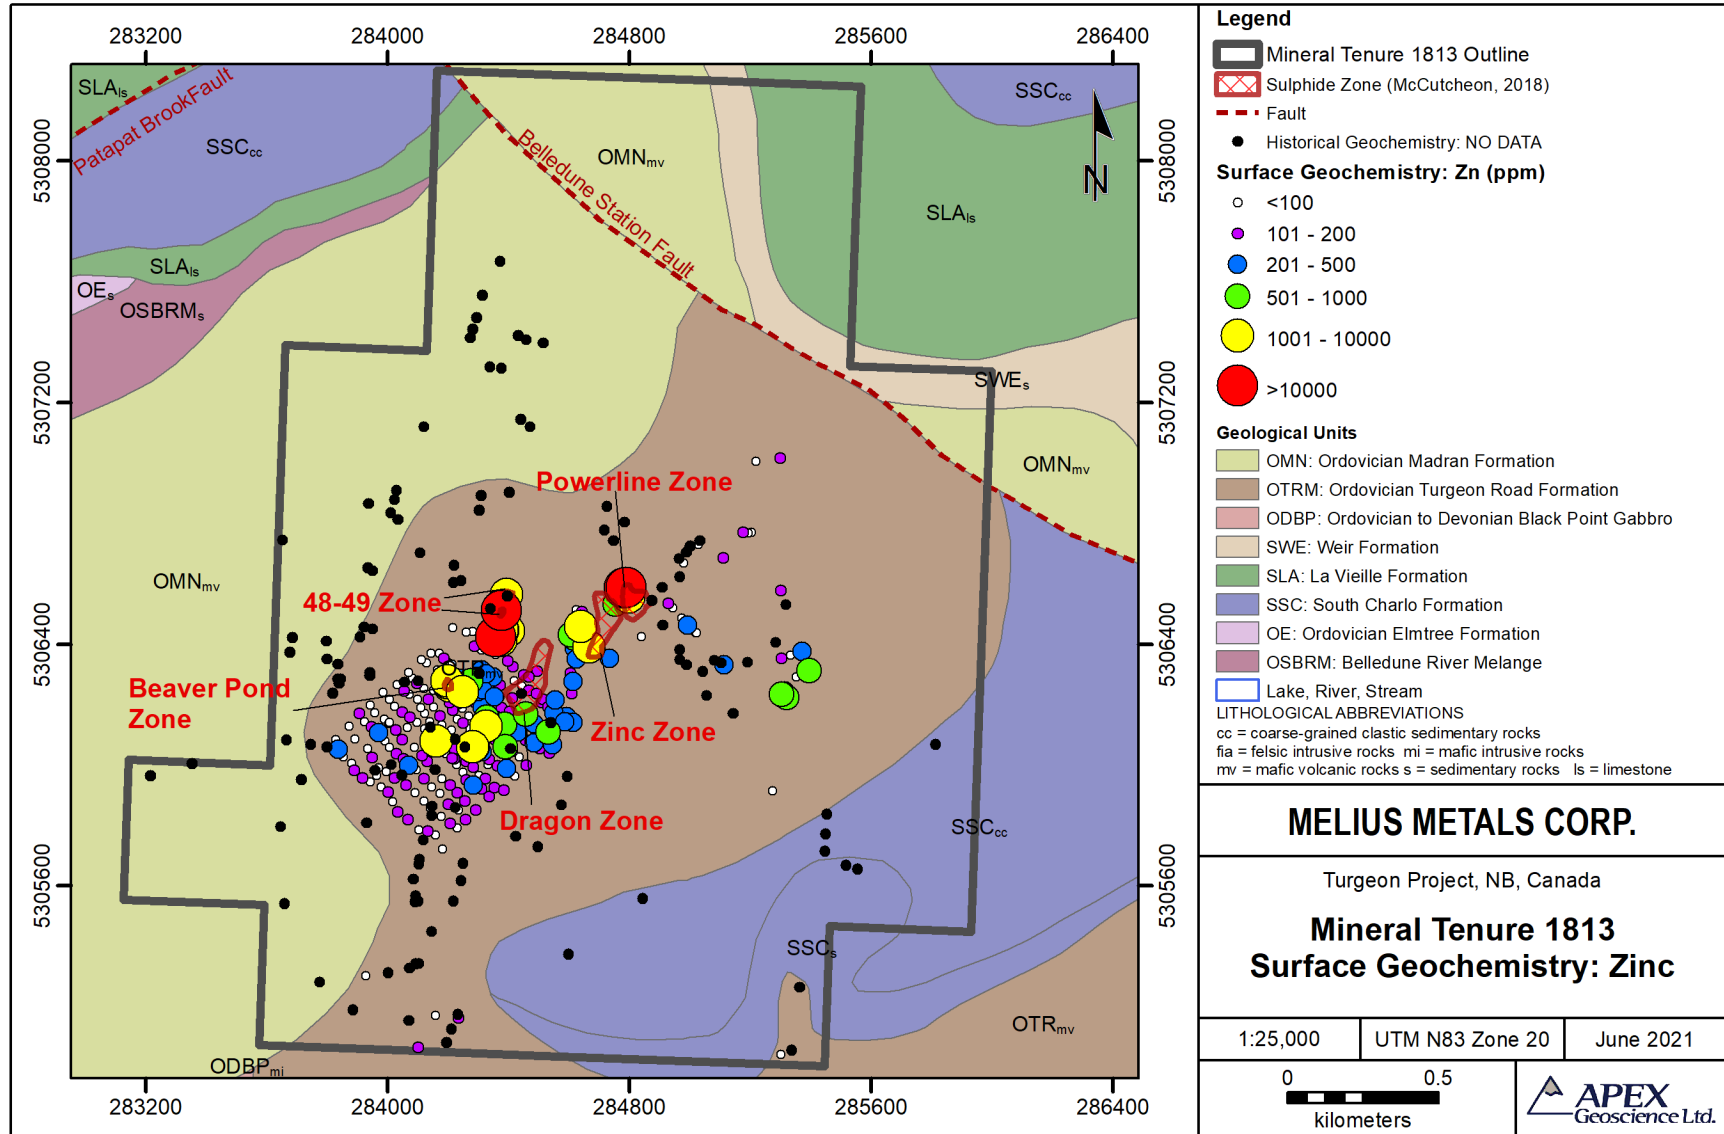 283200 284000 284800 285600 286400
5308000
5307200
5306400
5305600
5308000
5307200
5306400
5305600
283200 284000 284800 285600 286400
SLAls
Patapat BrookFault
SSCcc
SLAls
OEs
OSBRMs
OMNmv
Belledune Station Fault
SSCcc
SLAls
SWEs
OMNmv
OMNmv
Powerline Zone
48-49 Zone
Beaver Pond
Zone
Zinc Zone
Dragon Zone
SSCcc
SSCs
OTRmv
ODBPmi
N
Legend
Mineral Tenure 1813 Outline
Sulphide Zone (McCutcheon, 2018)
Fault
Historical Geochemistry: NO DATA
Surface Geochemistry: Zn (ppm)
<100
101 - 200
201 - 500
501 - 1000
1001 - 10000
>10000
Geological Units
OMN: Ordovician Madran Formation
OTRM: Ordovician Turgeon Road Formation
ODBP: Ordovician to Devonian Black Point Gabbro
SWE: Weir Formation
SLA: La Vieille Formation
SSC: South Charlo Formation
OE: Ordovician Elmtree Formation
OSBRM: Belledune River Melange
Lake, River, Stream
LITHOLOGICAL ABBREVIATIONS
cc = coarse-grained clastic sedimentary rocks
fia = felsic intrusive rocks mi = mafic intrusive rocks
mv = mafic volcanic rocks s = sedimentary rocks ls = limestone
MELIUS METALS CORP.
Turgeon Project, NB, Canada
Mineral Tenure 1813
Surface Geochemistry: Zinc
1:25,000 UTM N83 Zone 20 June 2021
0 0.5
kilometers
APEX
Geoscience Ltd.